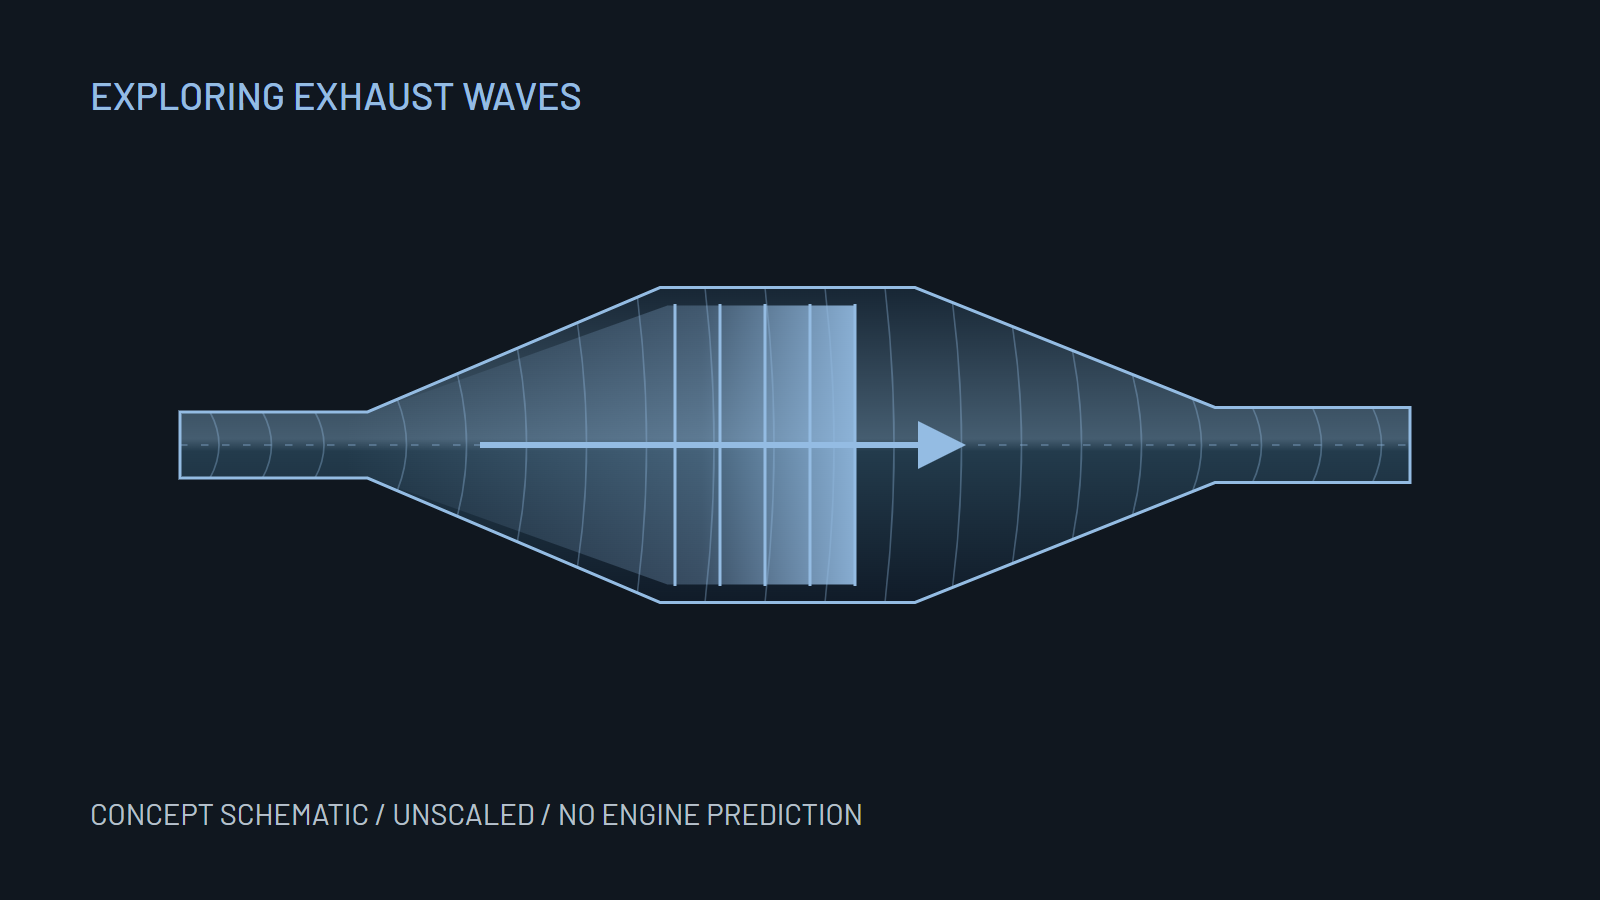 EXPLORING EXHAUST WAVES
CONCEPT SCHEMATIC / UNSCALED / NO ENGINE PREDICTION